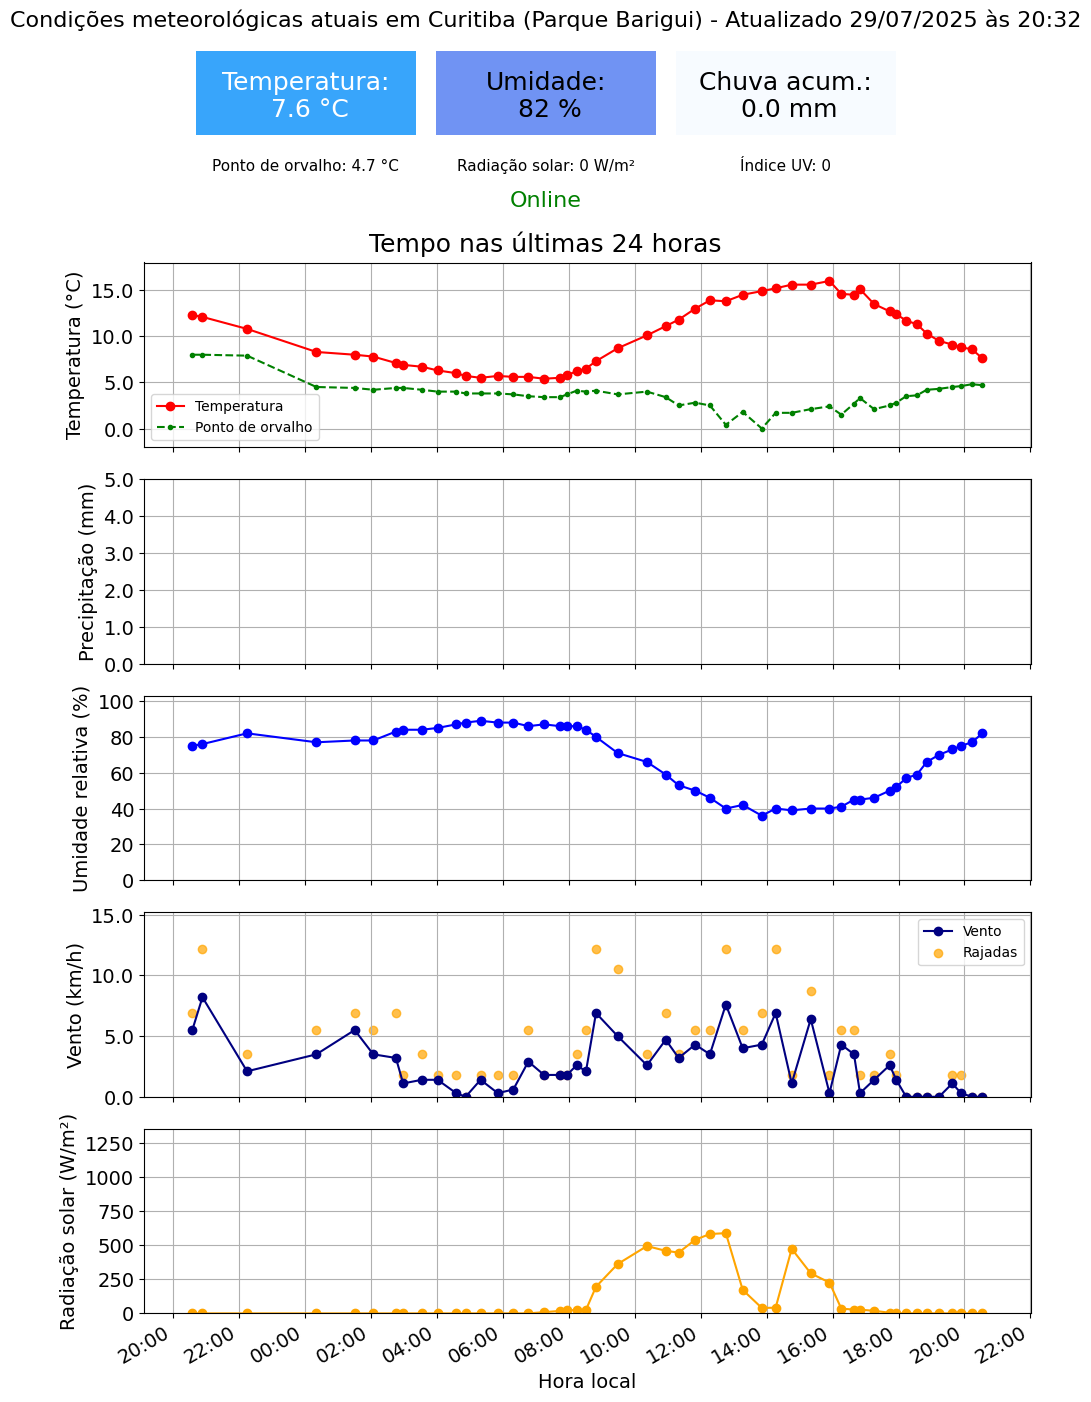 Condições meteorológicas atuais em Curitiba (Parque Barigui) - Atualizado 29/07/2025 às 20:32
Temperatura:
7.6 °C
Umidade:
82 %
Chuva acum.:
0.0 mm
Ponto de orvalho: 4.7 °C
Radiação solar: 0 W/m²
Índice UV: 0
Online
Tempo nas últimas 24 horas
Temperatura (°C)
15.0
10.0
5.0
0.0
Temperatura
Ponto de orvalho
Precipitação (mm)
5.0
4.0
3.0
2.0
1.0
0.0
Umidade relativa (%)
100
80
60
40
20
0
Vento (km/h)
15.0
10.0
5.0
0.0
Vento
Rajadas
Radiação solar (W/m²)
1250
1000
750
500
250
0
20:00
22:00
00:00
02:00
04:00
06:00
08:00
10:00
12:00
14:00
16:00
18:00
20:00
22:00
Hora local